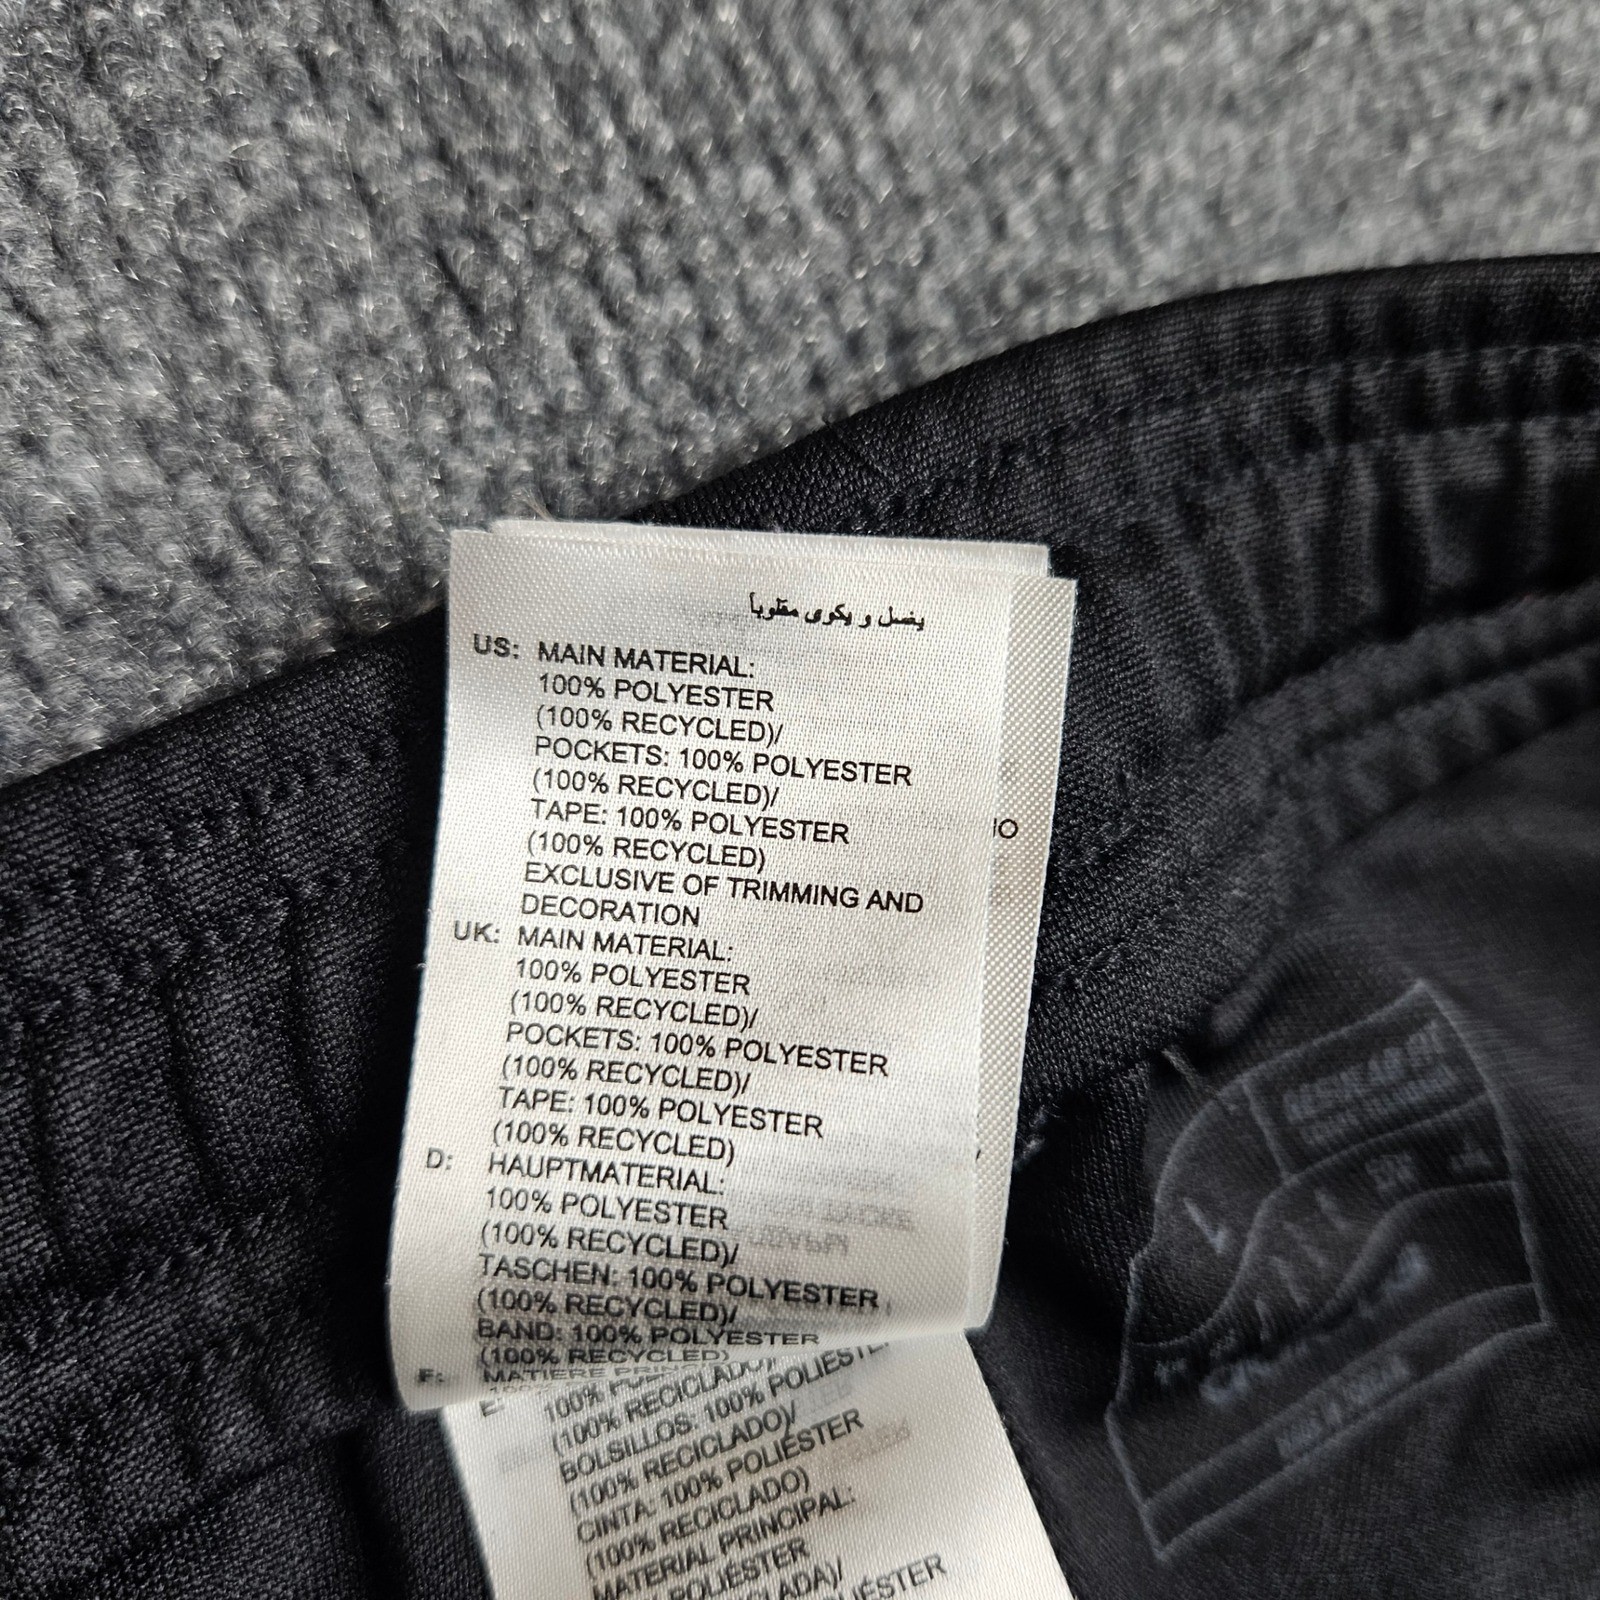 يغسل و يكوى مقلوباً
US: MAIN MATERIAL:
100% POLYESTER
(100% RECYCLED)/
POCKETS: 100% POLYESTER
(100% RECYCLED)/
TAPE: 100% POLYESTER
(100% RECYCLED)
EXCLUSIVE OF TRIMMING AND
DECORATION
UK: MAIN MATERIAL:
100% POLYESTER
(100% RECYCLED)/
POCKETS: 100% POLYESTER
(100% RECYCLED)/
TAPE: 100% POLYESTER
(100% RECYCLED)
D: HAUPTMATERIAL:
100% POLYESTER
(100% RECYCLED)/
TASCHEN: 100% POLYESTER
(100% RECYCLED)/
BAND: 100% POLYESTER
(100% RECYCLED)
F: MATIERE
E: 100%
(100% RECICLADO)/
BOLSILLOS: 100% POLIÉSTER
(100% RECICLADO)/
CINTA: 100% POLIÉSTER
(100% RECICLADO)
MATERIAL PRINCIPAL:
POLIÉSTER
L